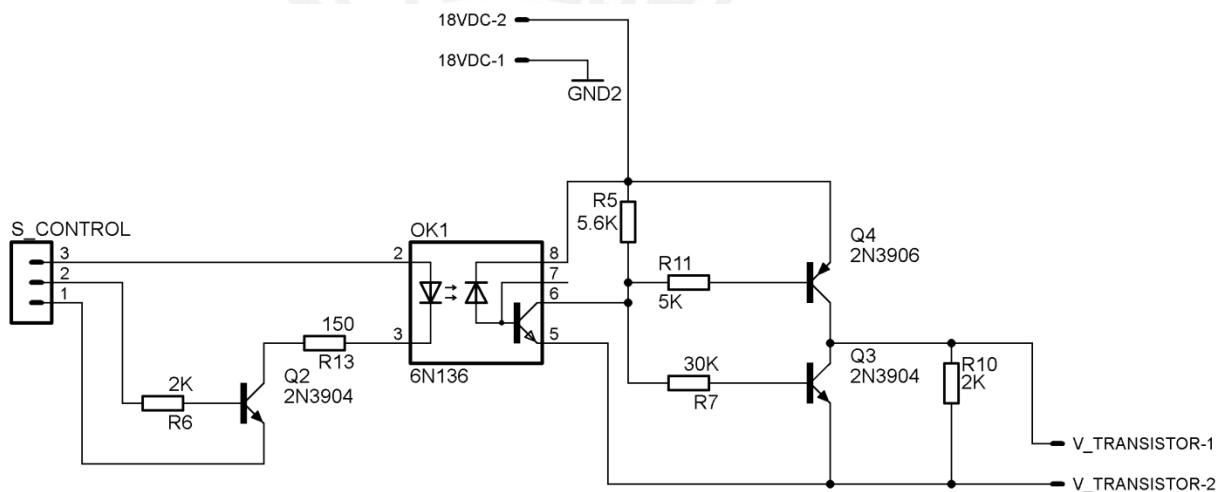 18VDC-2
18VDC-1
GND2
S_CONTROL
3
2
1
OK1
2
3
8
7
6
5
6N136
R5
5.6K
R11
5K
Q4
2N3906
150
R13
Q2
2N3904
2K
R6
30K
R7
Q3
2N3904
R10
2K
V_TRANSISTOR-1
V_TRANSISTOR-2